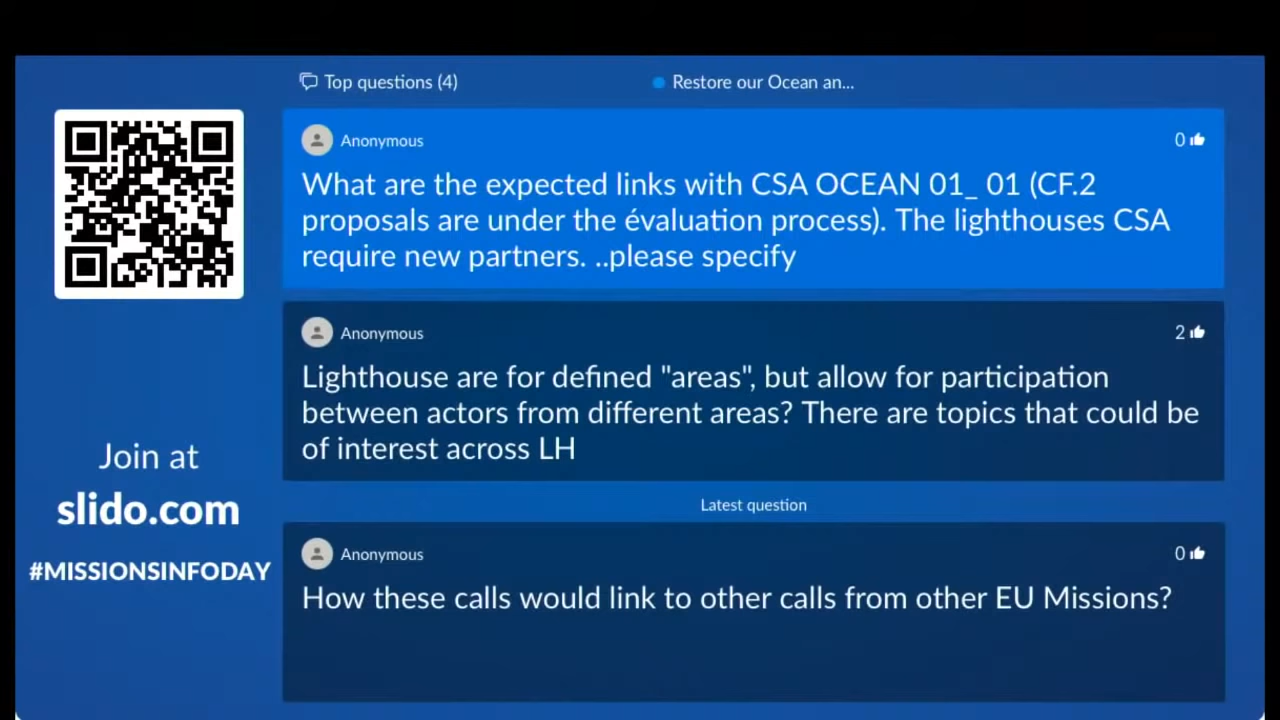 Top questions (4)
Restore our Ocean an...
Anonymous
0
What are the expected links with CSA OCEAN 01_ 01 (CF.2
proposals are under the évaluation process). The lighthouses CSA
require new partners. ..please specify
Anonymous
2
Lighthouse are for defined "areas", but allow for participation
between actors from different areas? There are topics that could be
of interest across LH
Latest question
Anonymous
0
How these calls would link to other calls from other EU Missions?
Join at
slido.com
#MISSIONSINFODAY